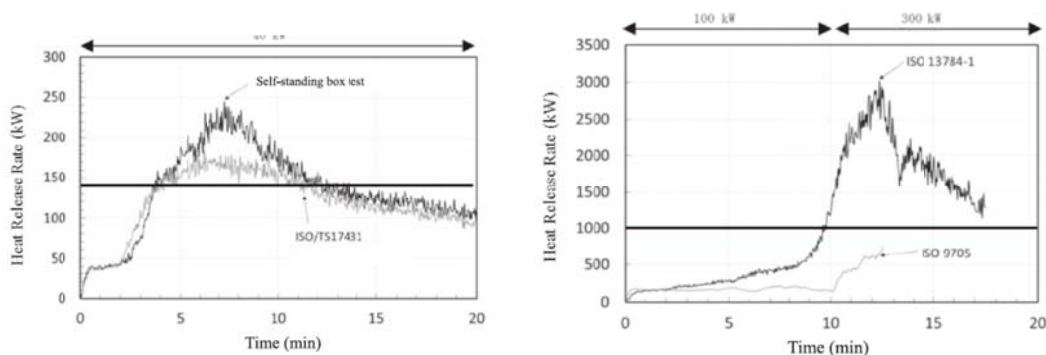 300
250
200
150
100
50
0
Heat Release Rate (kW)
Self-standing box test
ISO/TS17431
0 5 10 15 20
Time (min)
100 kW 300 kW
3500
3000
2500
2000
1500
1000
500
0
Heat Release Rate (kW)
ISO 13784-1
ISO 9705
0 5 10 15 20
Time (min)